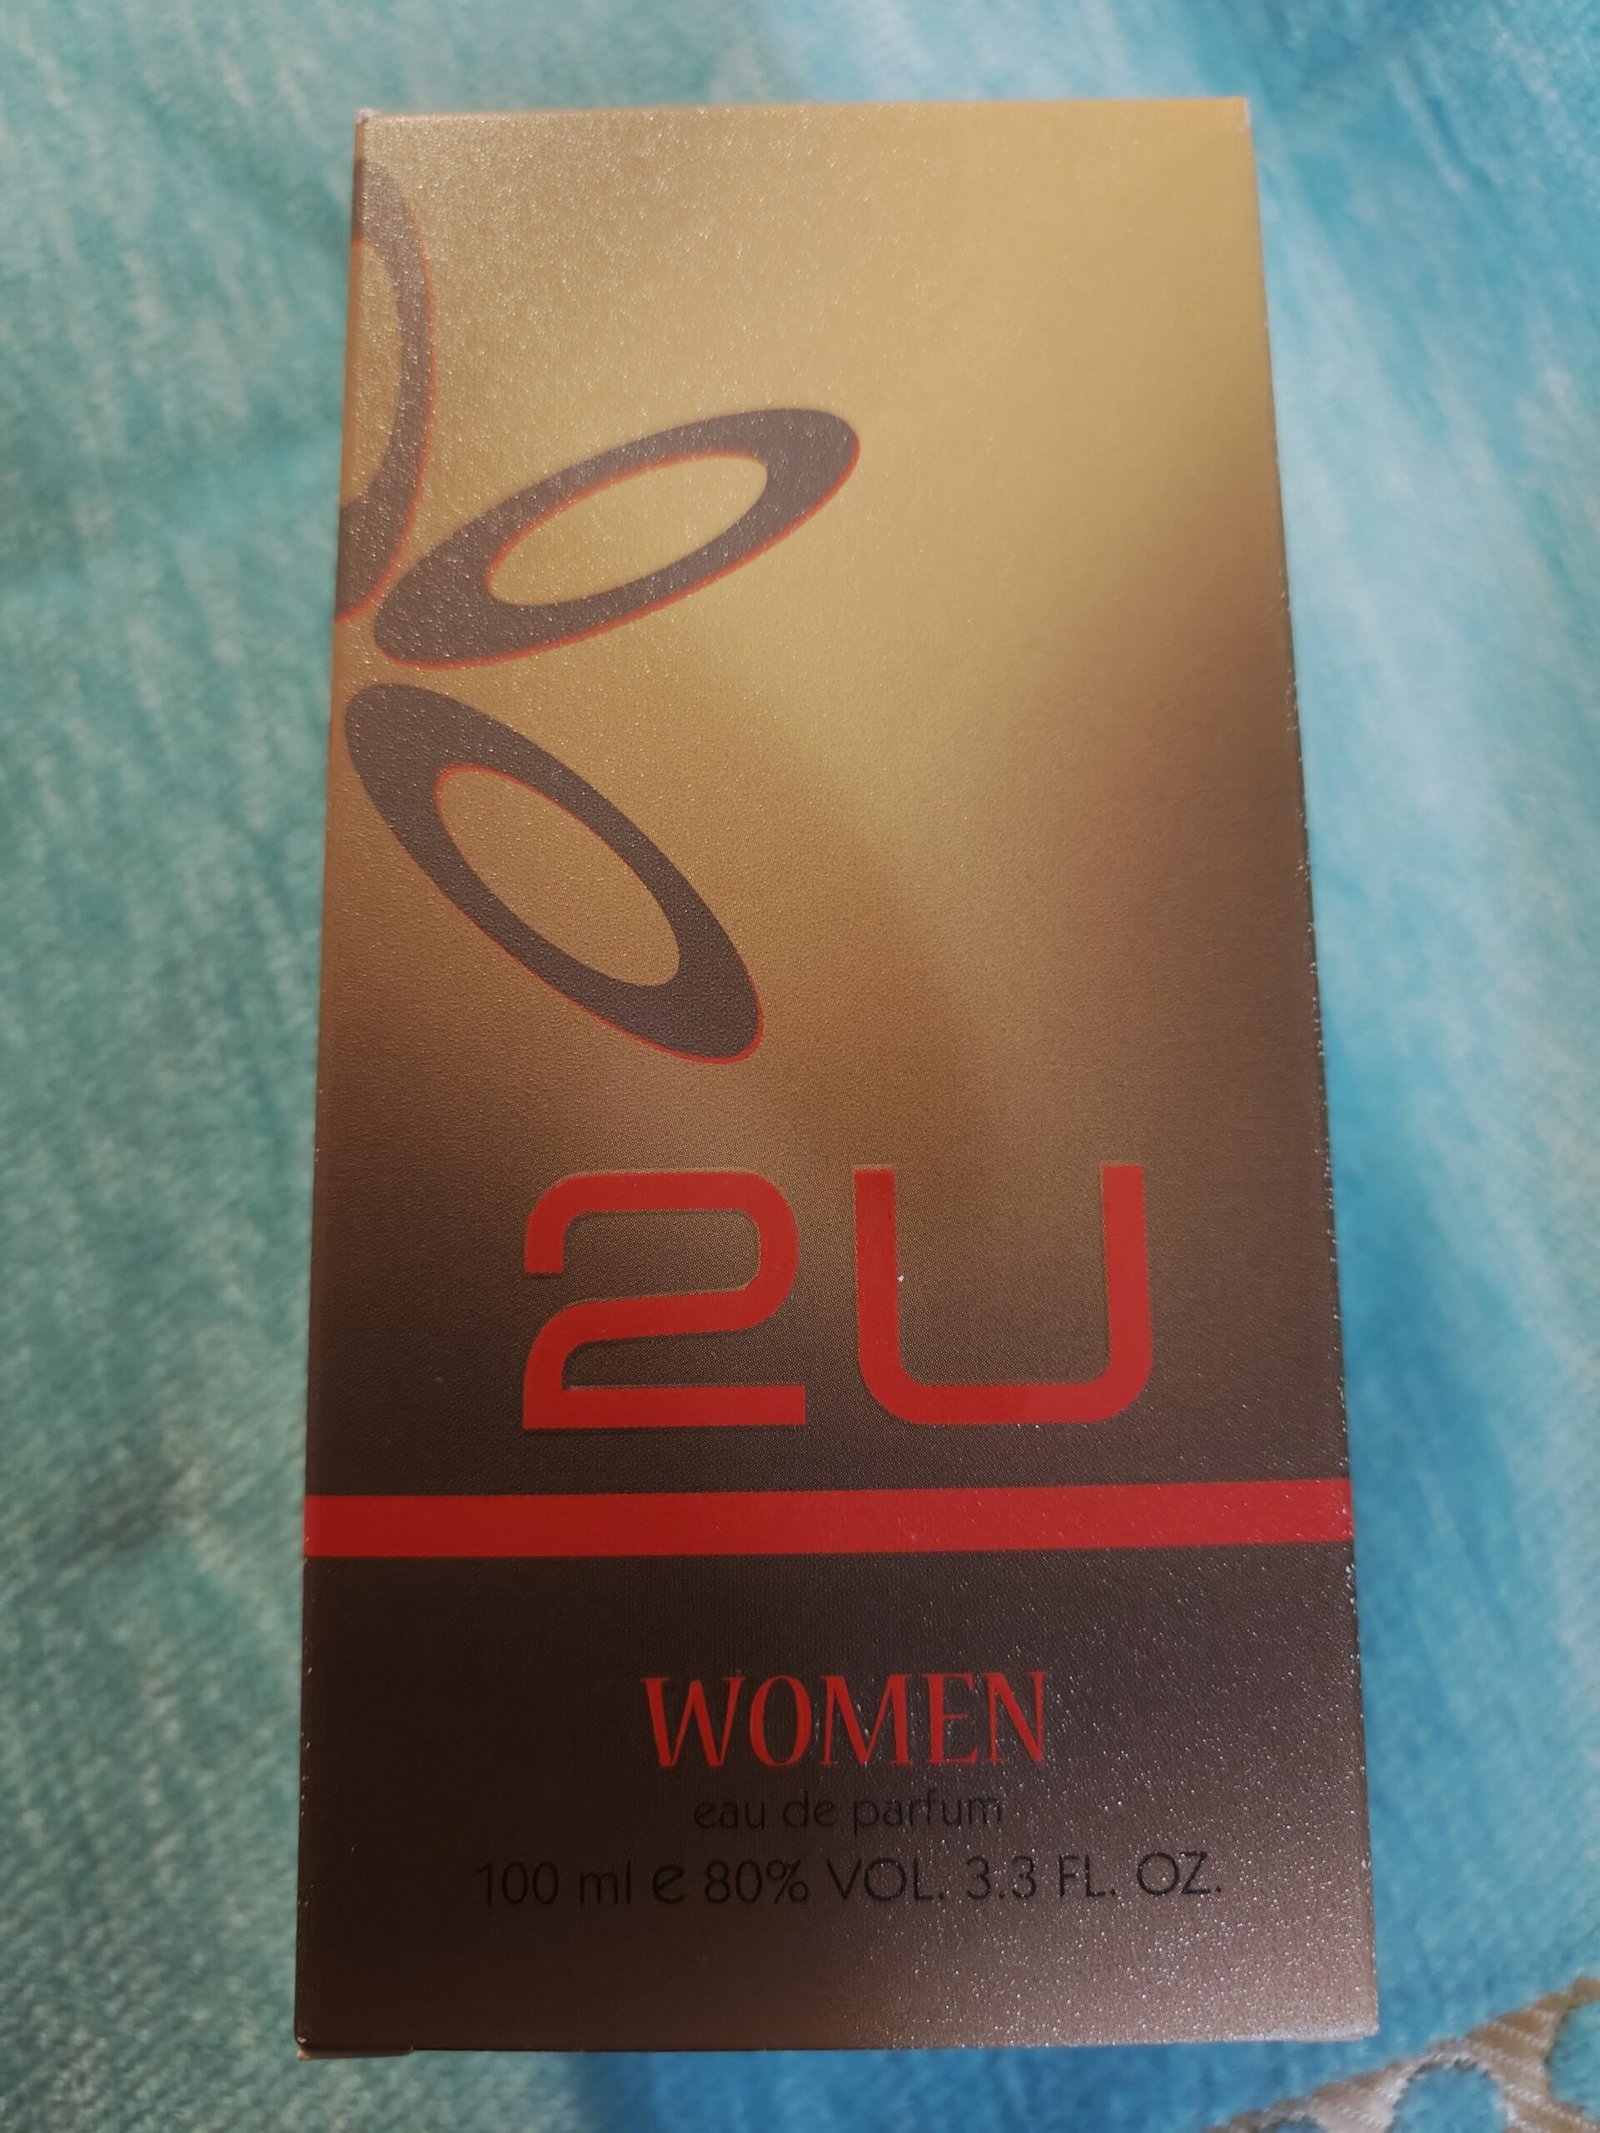 2U
WOMEN
eau de parfum
100 ml e 80% VOL. 3.3 FL. OZ.